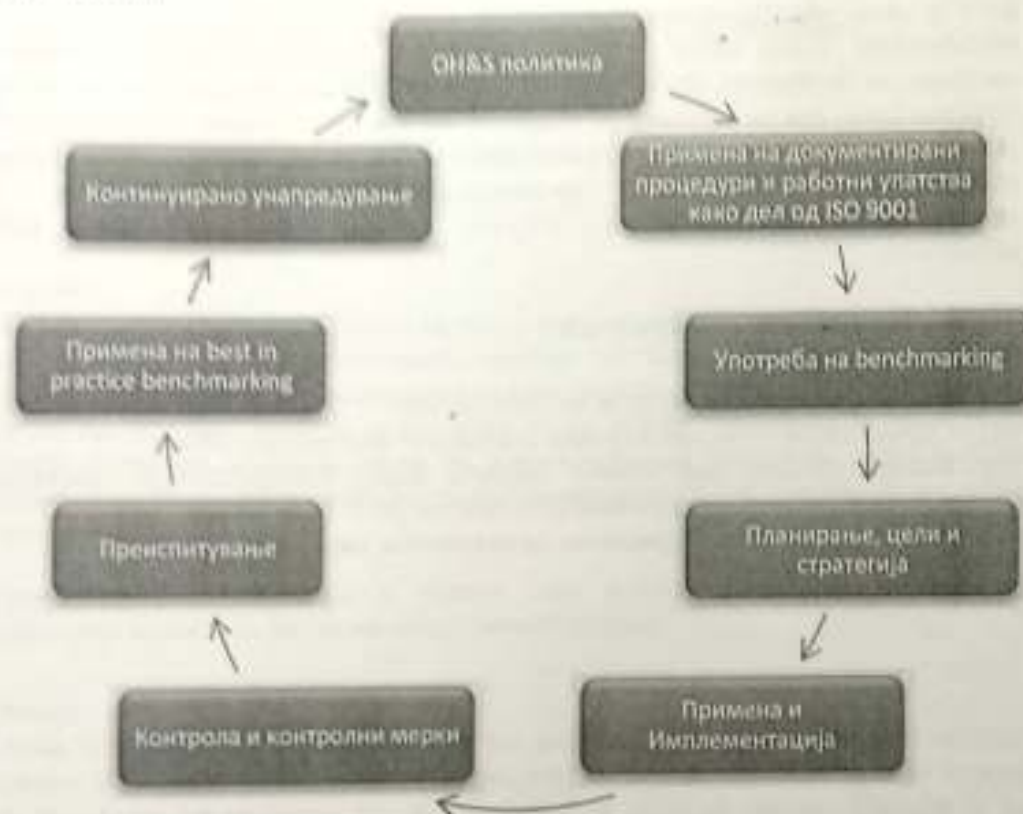 OH&S политика
Примена на документирани
процедури и работни упатства
како дел од ISO 9001
Употреба на benchmarking
Планирање, цели и
стратегија
Примена и
Имплементација
Контрола и контролни мерки
Преиспитување
Примена на best in
practice benchmarking
Континуирано унапредување